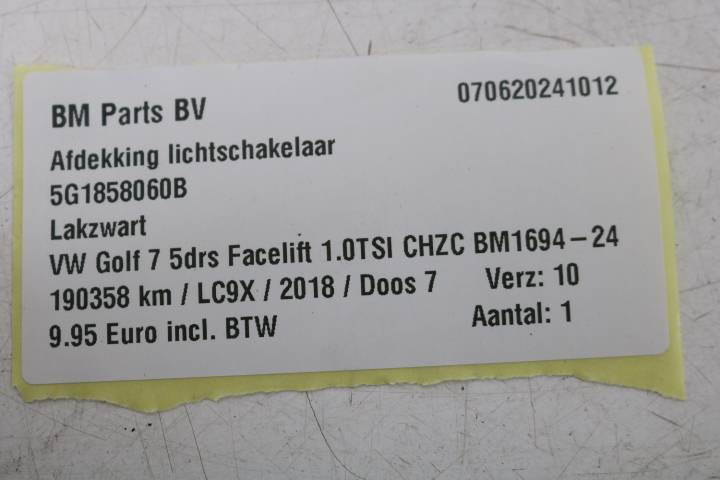 BM Parts BV 070620241012
Afdekking lichtschakelaar
5G1858060B
Lakzwart
VW Golf 7 5drs Facelift 1.0TSI CHZC BM1694-24
190358 km / LC9X / 2018 / Doos 7 Verz: 10
9.95 Euro incl. BTW Aantal: 1